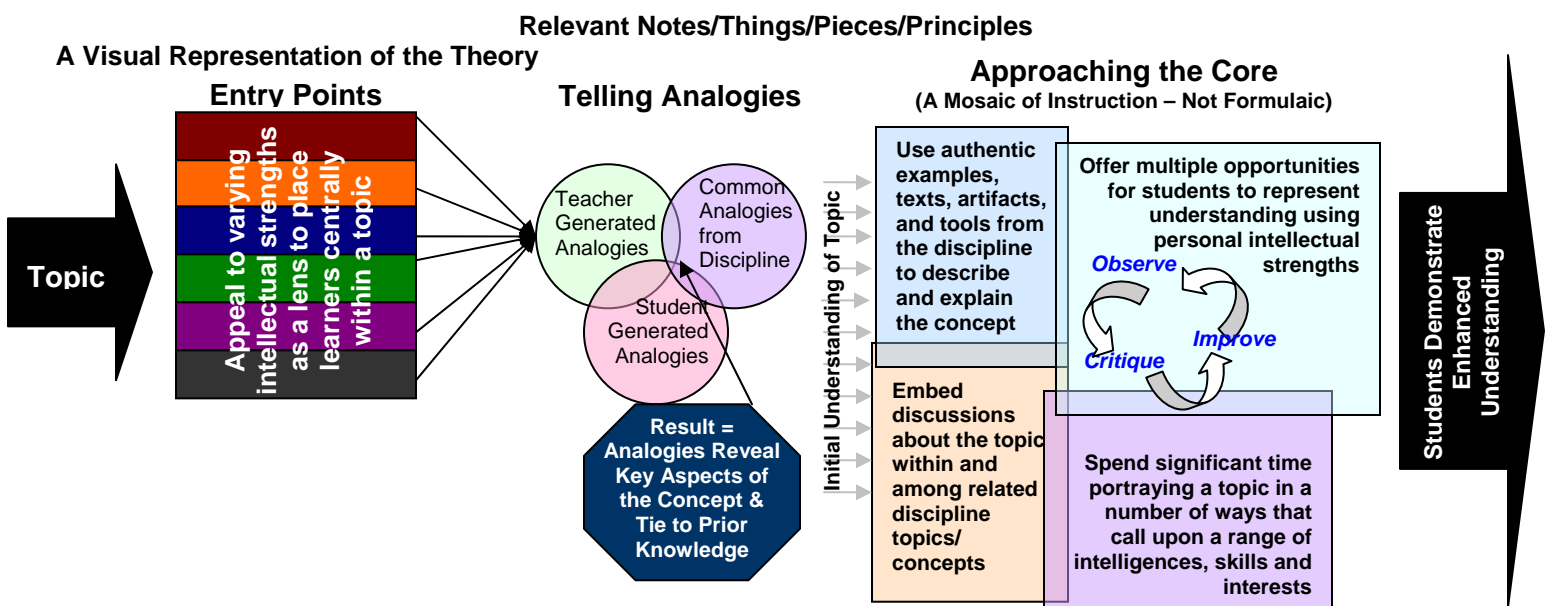 Relevant Notes/Things/Pieces/Principles
A Visual Representation of the Theory
Topic
Entry Points
Appeal to varying
intellectual strengths
as a lens to place
learners centrally
within a topic
Telling Analogies
Teacher
Generated
Analogies
Common
Analogies
from
Discipline
Student
Generated
Analogies
Result =
Analogies Reveal
Key Aspects of
the Concept &
Tie to Prior
Knowledge
Initial Understanding of Topic
Approaching the Core
(A Mosaic of Instruction – Not Formulaic)
Use authentic
examples,
texts, artifacts,
and tools from
the discipline
to describe
and explain
the concept
Offer multiple opportunities
for students to represent
understanding using
personal intellectual
strengths
Observe
Improve
Critique
Embed
discussions
about the topic
within and
among related
discipline
topics/
concepts
Spend significant time
portraying a topic in a
number of ways that
call upon a range of
intelligences, skills and
interests
Students Demonstrate
Enhanced
Understanding